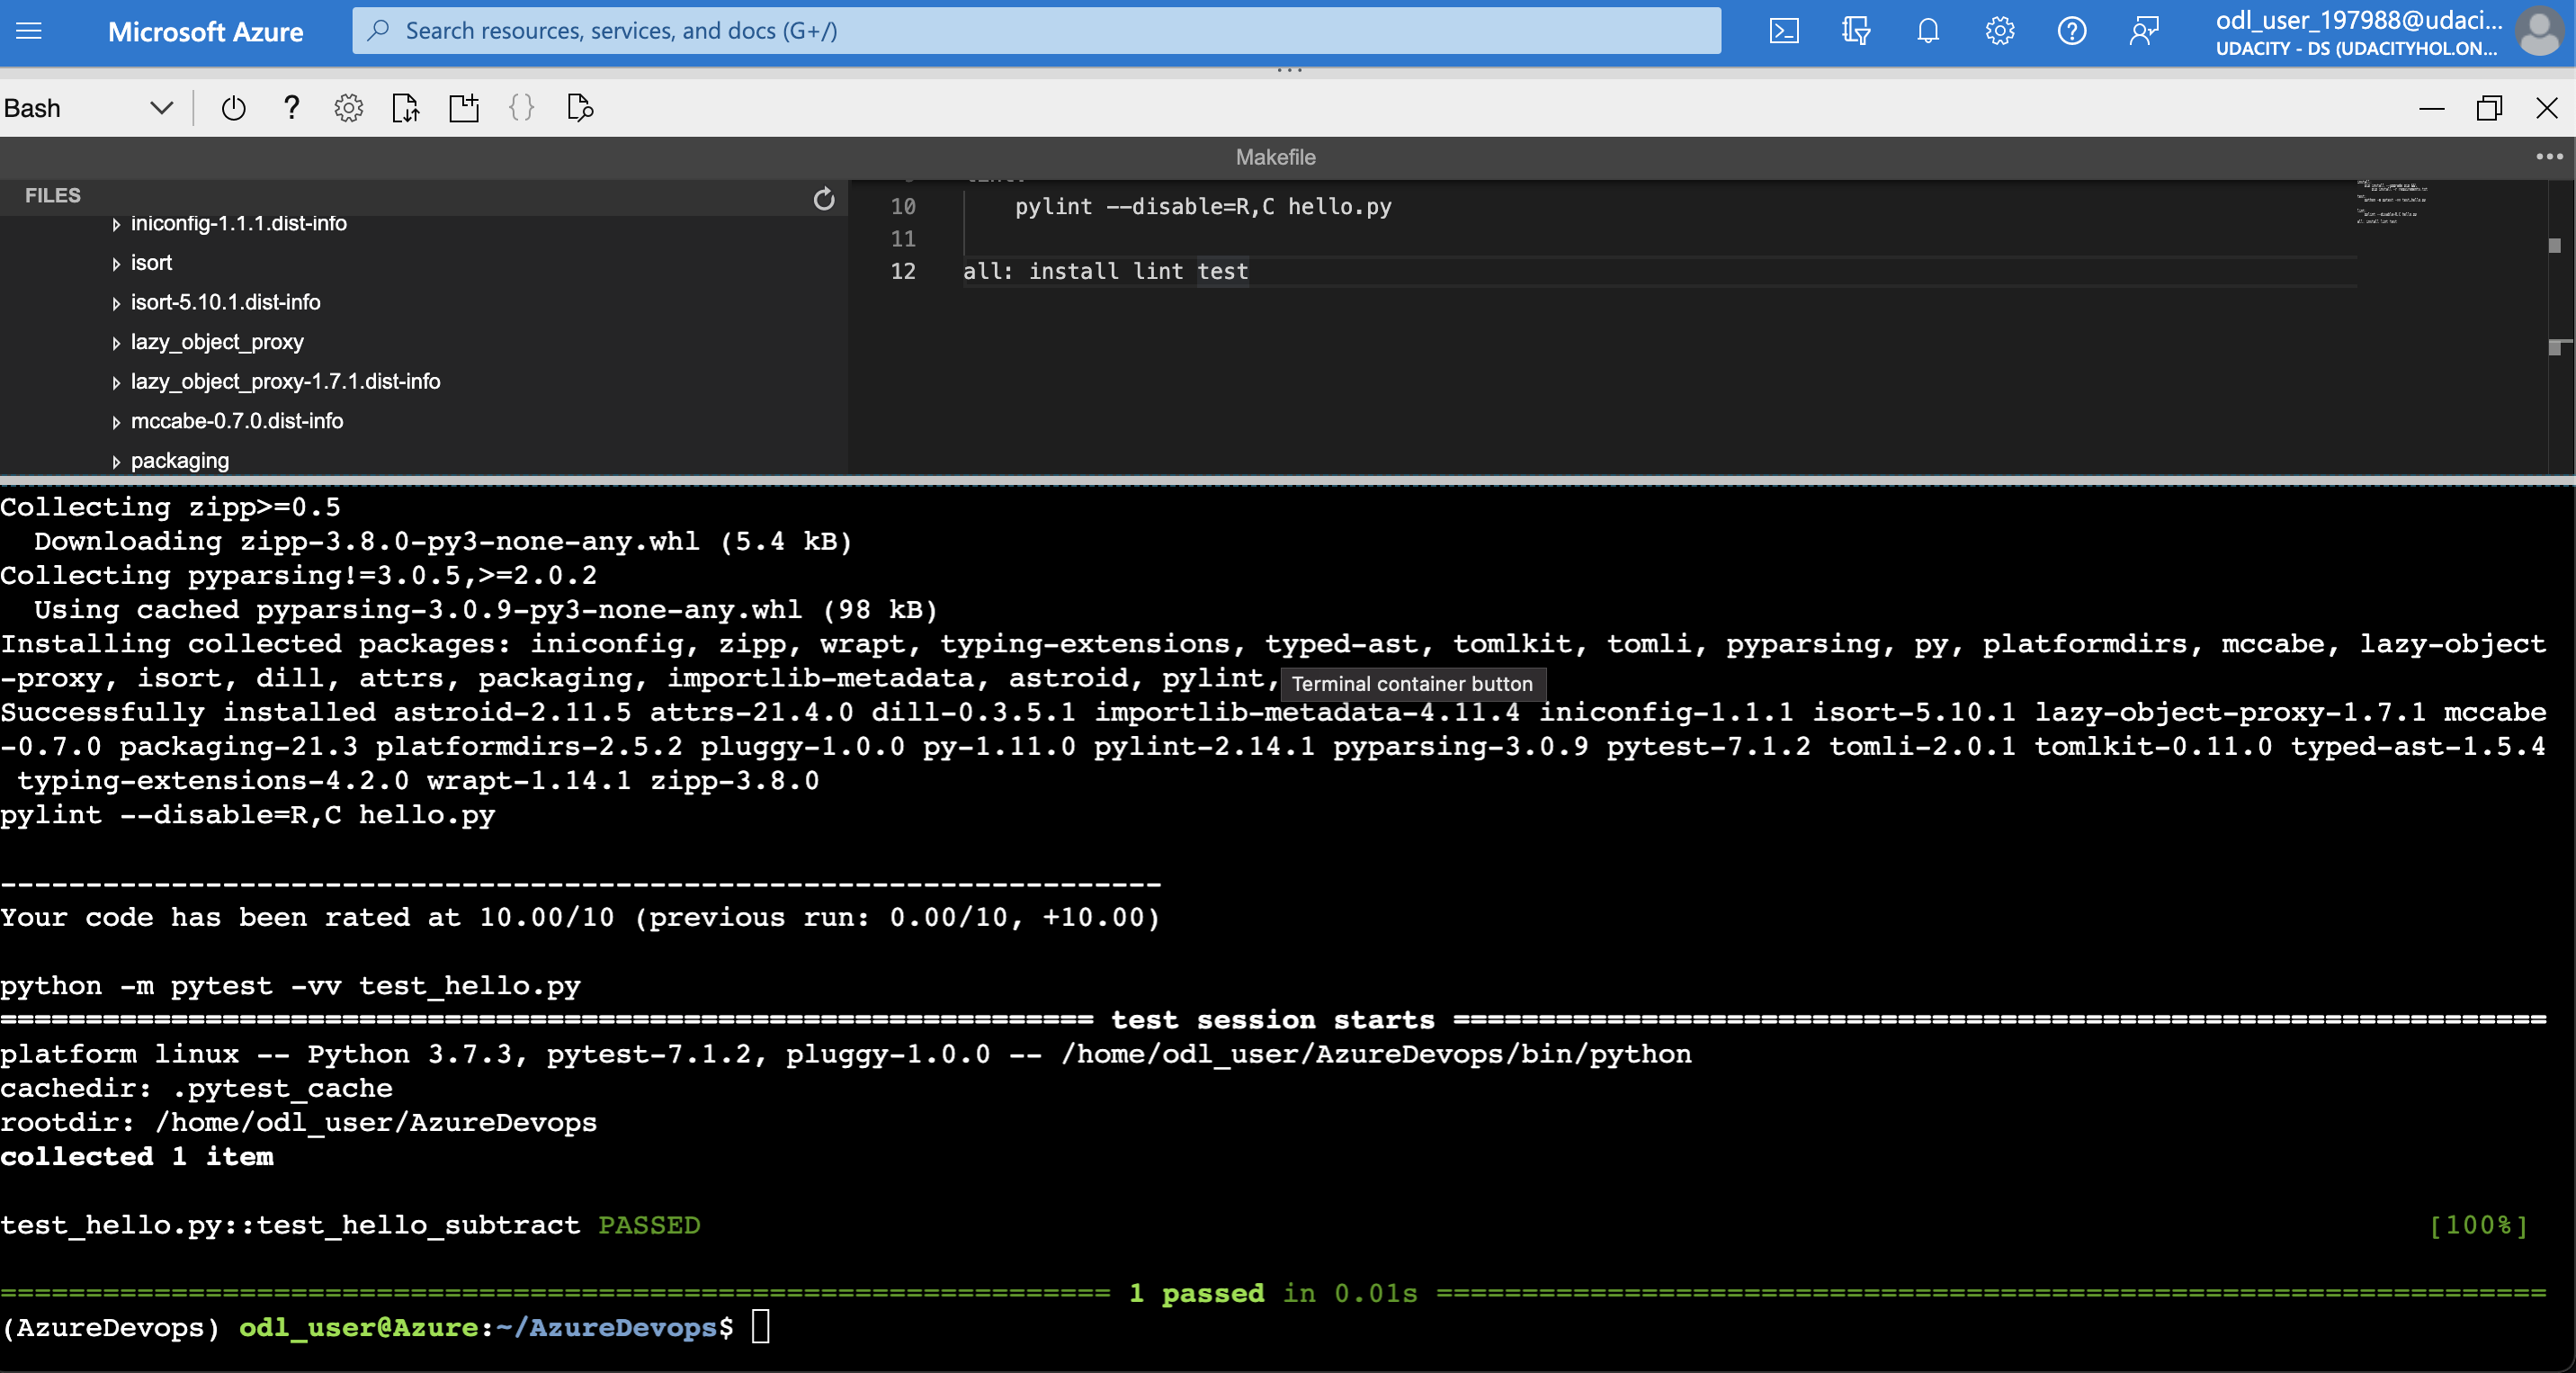 Microsoft Azure
Search resources, services, and docs (G+/)
odl_user_197988@udaci...
UDACITY - DS (UDACITYHOL.ON...
Bash
Makefile
FILES
iniconfig-1.1.1.dist-info
isort
isort-5.10.1.dist-info
lazy_object_proxy
lazy_object_proxy-1.7.1.dist-info
mccabe-0.7.0.dist-info
packaging
10 pylint --disable=R,C hello.py
11
12 all: install lint test
Collecting zipp>=0.5
Downloading zipp-3.8.0-py3-none-any.whl (5.4 kB)
Collecting pyparsing!=3.0.5,>=2.0.2
Using cached pyparsing-3.0.9-py3-none-any.whl (98 kB)
Installing collected packages: iniconfig, zipp, wrapt, typing-extensions, typed-ast, tomlkit, tomli, pyparsing, py, platformdirs, mccabe, lazy-object
-proxy, isort, dill, attrs, packaging, importlib-metadata, astroid, pylint,
Terminal container button
Successfully installed astroid-2.11.5 attrs-21.4.0 dill-0.3.5.1 importlib-metadata-4.11.4 iniconfig-1.1.1 isort-5.10.1 lazy-object-proxy-1.7.1 mccabe
-0.7.0 packaging-21.3 platformdirs-2.5.2 pluggy-1.0.0 py-1.11.0 pylint-2.14.1 pyparsing-3.0.9 pytest-7.1.2 tomli-2.0.1 tomlkit-0.11.0 typed-ast-1.5.4
typing-extensions-4.2.0 wrapt-1.14.1 zipp-3.8.0
pylint --disable=R,C hello.py
--------------------------------------------------------------------
Your code has been rated at 10.00/10 (previous run: 0.00/10, +10.00)
python -m pytest -vv test_hello.py
================================================================ test session starts ================================================================
platform linux -- Python 3.7.3, pytest-7.1.2, pluggy-1.0.0 -- /home/odl_user/AzureDevops/bin/python
cachedir: .pytest_cache
rootdir: /home/odl_user/AzureDevops
collected 1 item
test_hello.py::test_hello_subtract PASSED [100%]
================================================================= 1 passed in 0.01s =================================================================
(AzureDevops) odl_user@Azure:~/AzureDevops$